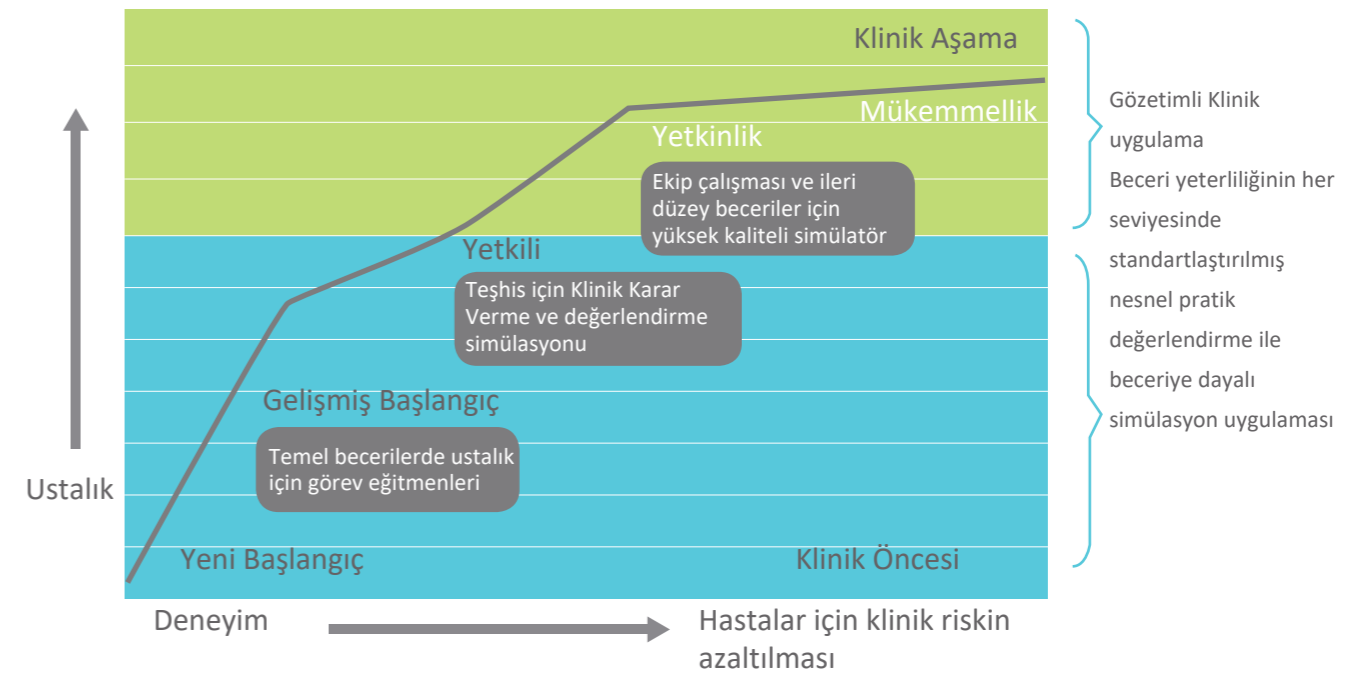 Klinik Aşama
Mükemmellik
Yetkinlik
Ekip çalışması ve ileri
düzey beceriler için
yüksek kaliteli simülatör
Yetkili
Teşhis için Klinik Karar
Verme ve değerlendirme
simülasyonu
Gelişmiş Başlangıç
Temel becerilerde ustalık
için görev eğitmenleri
Ustalık
Yeni Başlangıç
Klinik Öncesi
Deneyim
Hastalar için klinik riskin
azaltılması
Gözetimli Klinik
uygulama
Beceri yeterliliğinin her
seviyesinde
standartlaştırılmış
nesnel pratik
değerlendirme ile
beceriye dayalı
simülasyon uygulaması